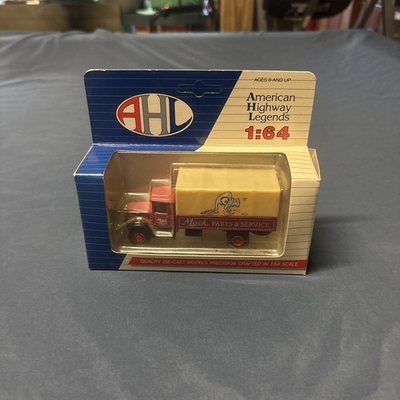 AHL
AGES 8 AND UP
American
Highway
Legends
1:64
Mack PARTS & SERVICE
QUALITY DIE-CAST MODELS PRECISION CRAFTED IN 1:64 SCALE